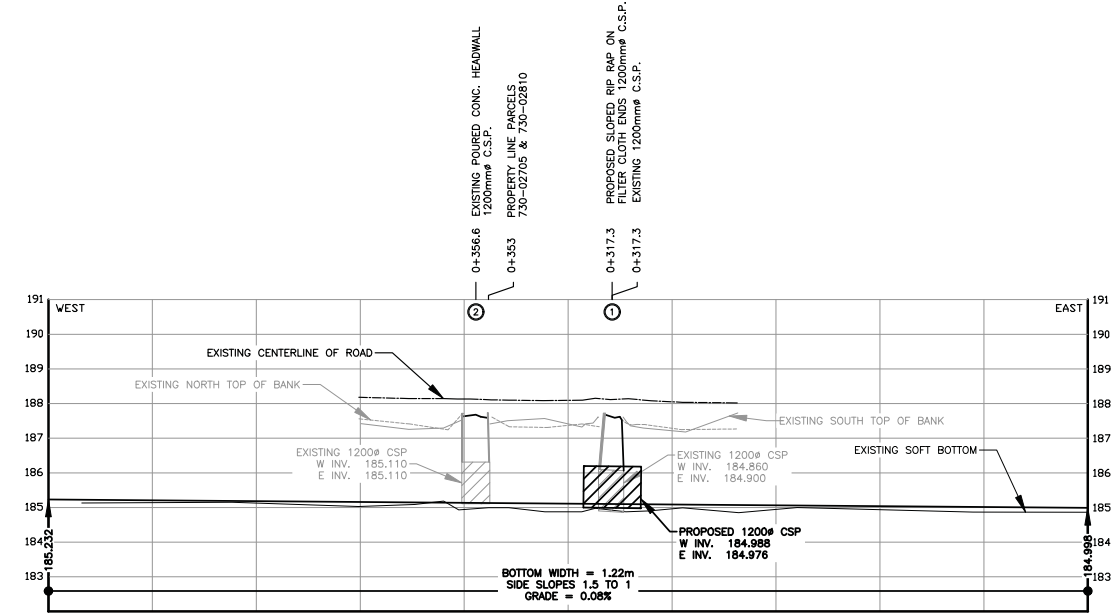 0+356.6 EXISTING POURED CONC. HEADWALL
1200mmø C.S.P.
0+353 PROPERTY LINE PARCELS
730-02705 & 730-02810
0+317.3 PROPOSED SLOPED RIP RAP ON
FILTER CLOTH ENDS 1200mmø C.S.P.
0+317.3 EXISTING 1200mmø C.S.P.
191 WEST 2 1 EAST 191
190 190
189 189
EXISTING CENTERLINE OF ROAD
EXISTING NORTH TOP OF BANK
188 188
EXISTING SOUTH TOP OF BANK
187 187
EXISTING 1200ø CSP
W INV. 185.110
E INV. 185.110
EXISTING 1200ø CSP
W INV. 184.860
E INV. 184.900
EXISTING SOFT BOTTOM
186 186
185 185
PROPOSED 1200ø CSP
W INV. 184.988
E INV. 184.976
184 184
185.232
184.998
183 183
BOTTOM WIDTH = 1.22m
SIDE SLOPES 1.5 TO 1
GRADE = 0.08%